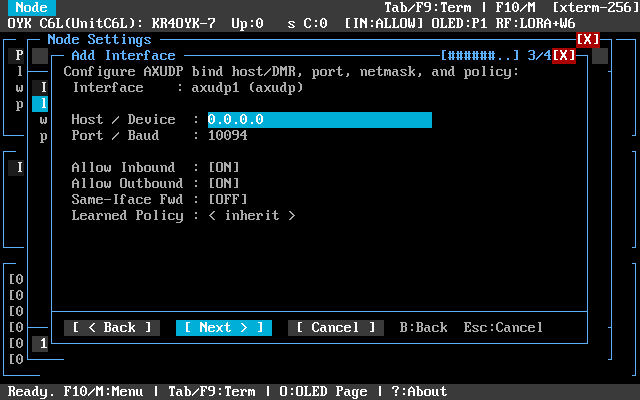 Node Tab/F9:Term | F10/M [xterm-256]
OYK C6L(UnitC6L): KR4OYK-7 Up:0 s C:0 [IN:ALLOW] OLED:P1 RF:LORA+W6
Node Settings [X]
P Add Interface [######..] 3/4[X]
l Configure AXUDP bind host/DMR, port, netmask, and policy:
w I Interface : axudp1 (axudp)
p l
w Host / Device : 0.0.0.0
p Port / Baud : 10094
I Allow Inbound : [ON]
Allow Outbound : [ON]
Same-Iface Fwd : [OFF]
Learned Policy : < inherit >
[O
[O
[O
[O [ < Back ] [ Next > ] [ Cancel ] B:Back Esc:Cancel
[O 1
[O
Ready. F10/M:Menu | Tab/F9:Term | O:OLED Page | ?:About